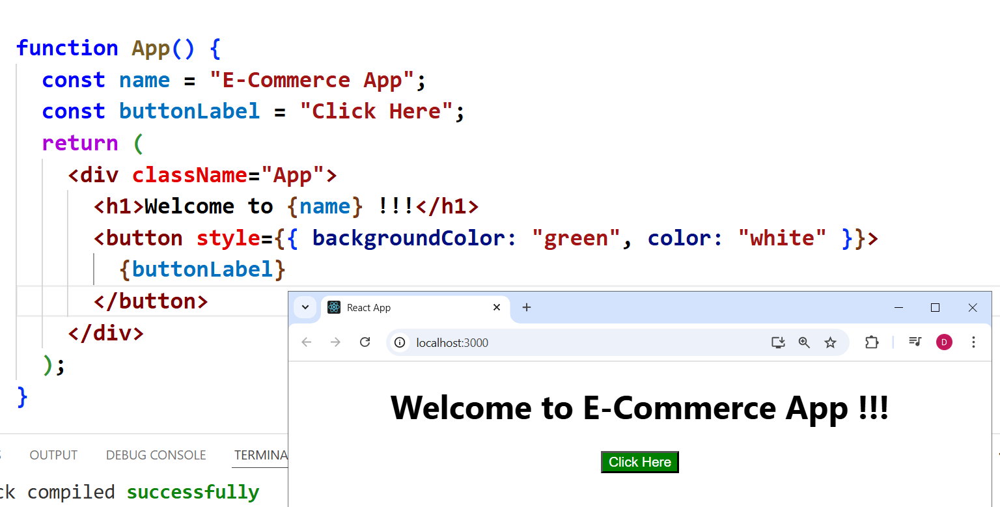 function App() {
const name = "E-Commerce App";
const buttonLabel = "Click Here";
return (
<div className="App">
<h1>Welcome to {name} !!!</h1>
<button style={{ backgroundColor: "green", color: "white" }}>
{buttonLabel}
</button>
</div>
);
}
React App
localhost:3000
D
Welcome to E-Commerce App !!!
Click Here
OUTPUT DEBUG CONSOLE TERMINA
ck compiled successfully